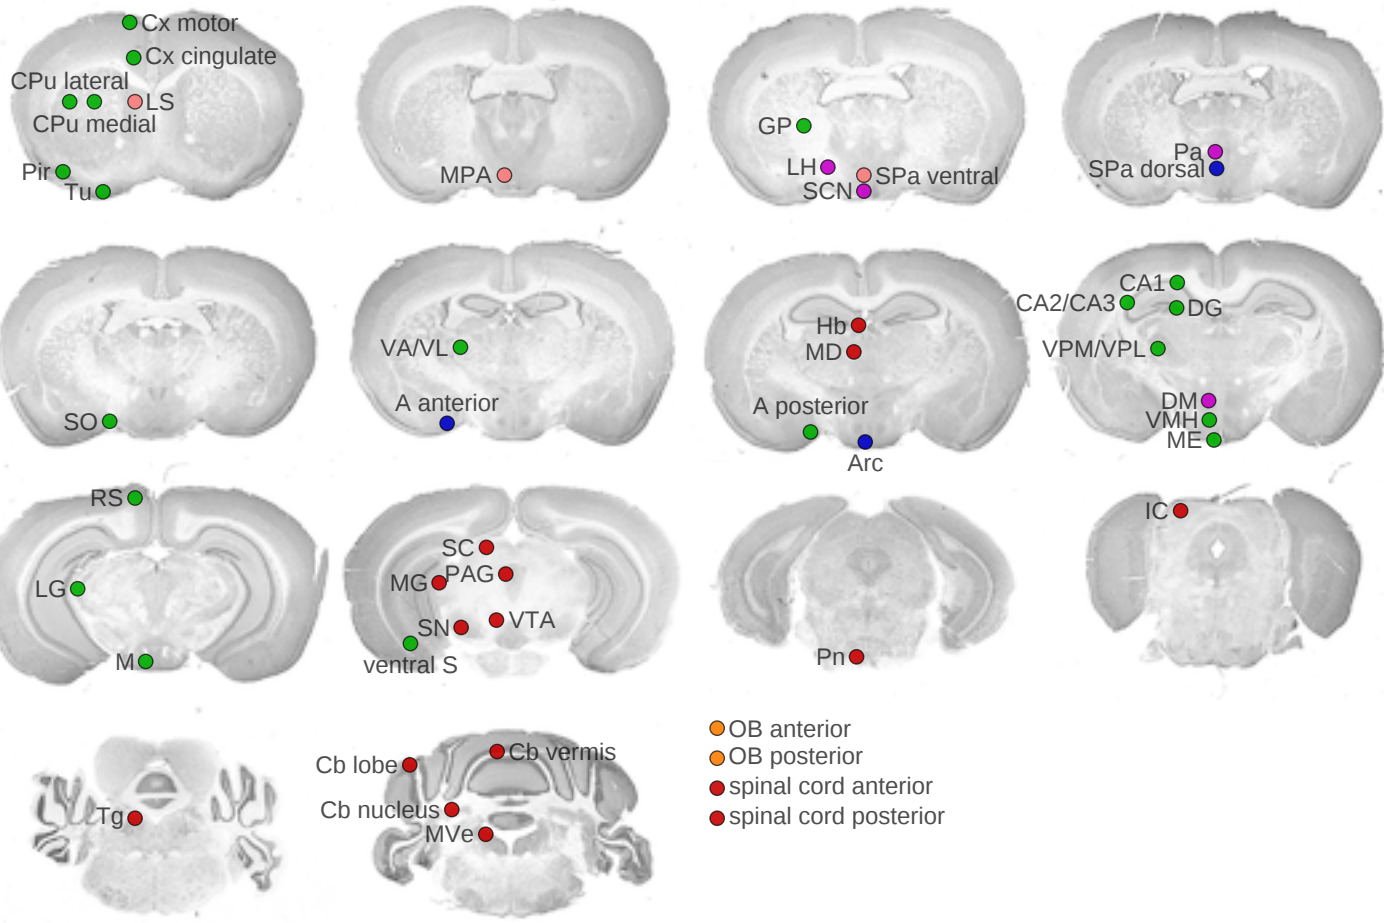 Cx motor
Cx cingulate
CPu lateral
LS
CPu medial
Pir
Tu
MPA
GP
LH
SPa ventral
SCN
Pa
SPa dorsal
SO
VA/VL
A anterior
Hb
MD
A posterior
Arc
CA1
CA2/CA3
DG
VPM/VPL
DM
VMH
ME
RS
LG
M
SC
MG
PAG
SN
VTA
ventral S
Pn
IC
Tg
Cb lobe
Cb vermis
Cb nucleus
MVe
OB anterior
OB posterior
spinal cord anterior
spinal cord posterior